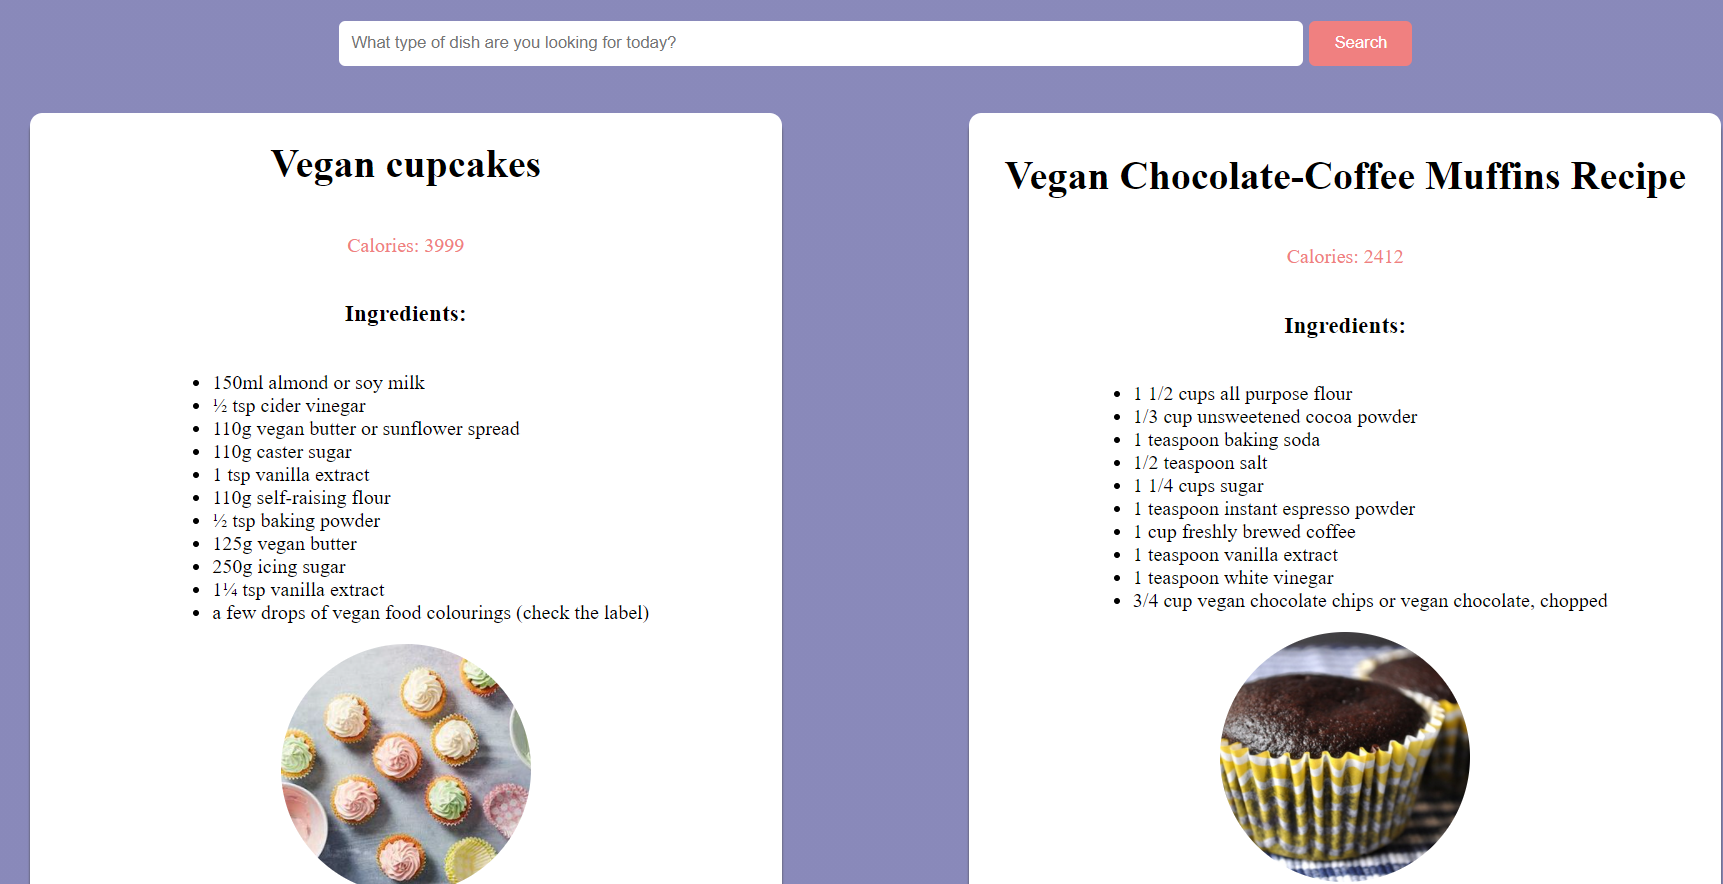 What type of dish are you looking for today?
Search
Vegan cupcakes
Calories: 3999
Ingredients:
150ml almond or soy milk
½ tsp cider vinegar
110g vegan butter or sunflower spread
110g caster sugar
1 tsp vanilla extract
110g self-raising flour
½ tsp baking powder
125g vegan butter
250g icing sugar
1¼ tsp vanilla extract
a few drops of vegan food colourings (check the label)
Vegan Chocolate-Coffee Muffins Recipe
Calories: 2412
Ingredients:
1 1/2 cups all purpose flour
1/3 cup unsweetened cocoa powder
1 teaspoon baking soda
1/2 teaspoon salt
1 1/4 cups sugar
1 teaspoon instant espresso powder
1 cup freshly brewed coffee
1 teaspoon vanilla extract
1 teaspoon white vinegar
3/4 cup vegan chocolate chips or vegan chocolate, chopped